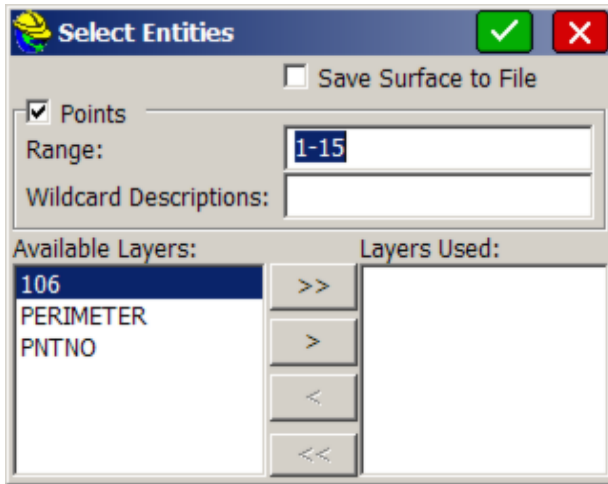 Select Entities
Save Surface to File
Points
Range: 1-15
Wildcard Descriptions:
Available Layers: Layers Used:
106 >>
PERIMETER
PNTNO >
<
<<